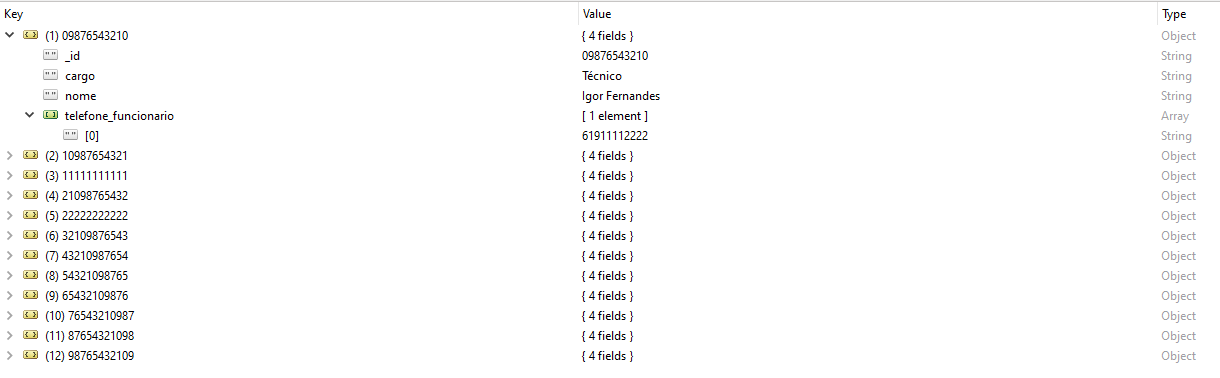 Key Value Type
(1) 09876543210 { 4 fields } Object
"" _id 09876543210 String
"" cargo Técnico String
"" nome Igor Fernandes String
telefone_funcionario [ 1 element ] Array
"" [0] 61911112222 String
(2) 10987654321 { 4 fields } Object
(3) 11111111111 { 4 fields } Object
(4) 21098765432 { 4 fields } Object
(5) 22222222222 { 4 fields } Object
(6) 32109876543 { 4 fields } Object
(7) 43210987654 { 4 fields } Object
(8) 54321098765 { 4 fields } Object
(9) 65432109876 { 4 fields } Object
(10) 76543210987 { 4 fields } Object
(11) 87654321098 { 4 fields } Object
(12) 98765432109 { 4 fields } Object